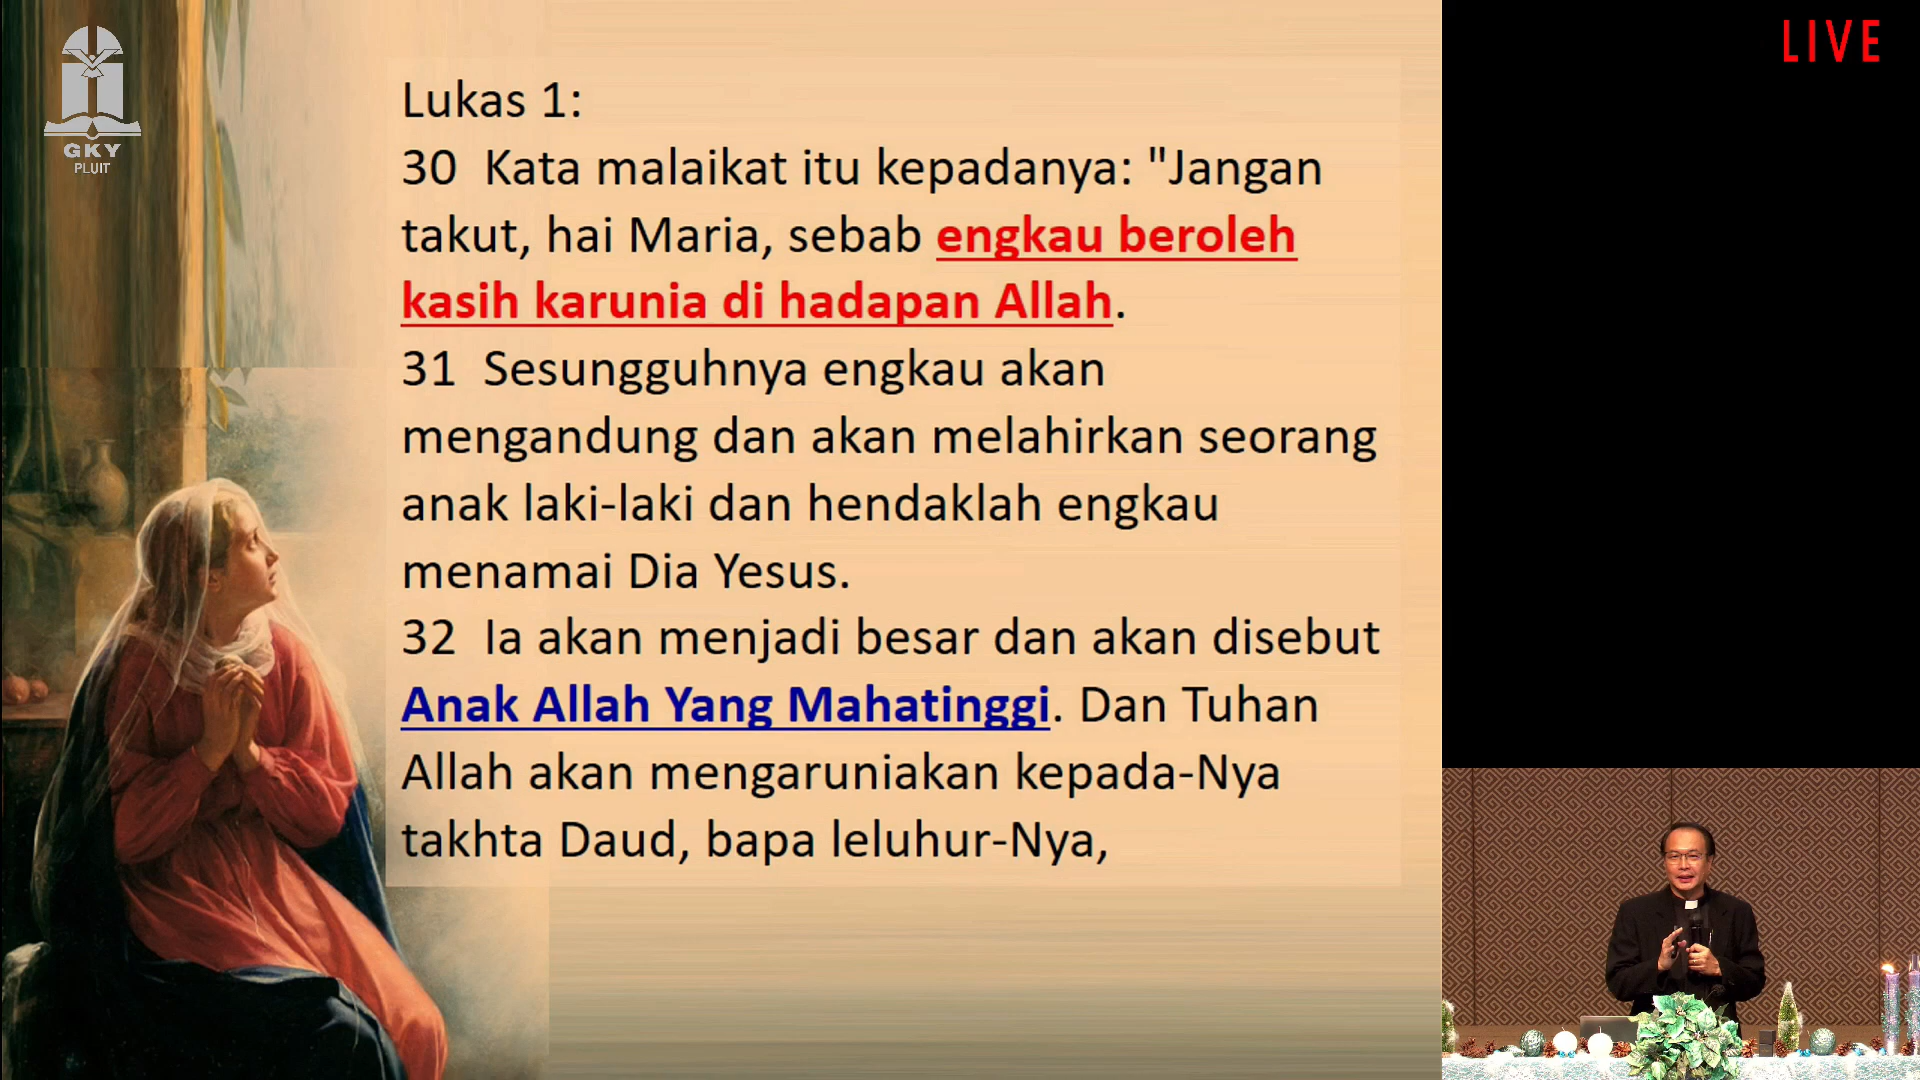 GKY
PLUIT
LIVE
Lukas 1:
30 Kata malaikat itu kepadanya: "Jangan
takut, hai Maria, sebab engkau beroleh
kasih karunia di hadapan Allah.
31 Sesungguhnya engkau akan
mengandung dan akan melahirkan seorang
anak laki-laki dan hendaklah engkau
menamai Dia Yesus.
32 Ia akan menjadi besar dan akan disebut
Anak Allah Yang Mahatinggi. Dan Tuhan
Allah akan mengaruniakan kepada-Nya
takhta Daud, bapa leluhur-Nya,